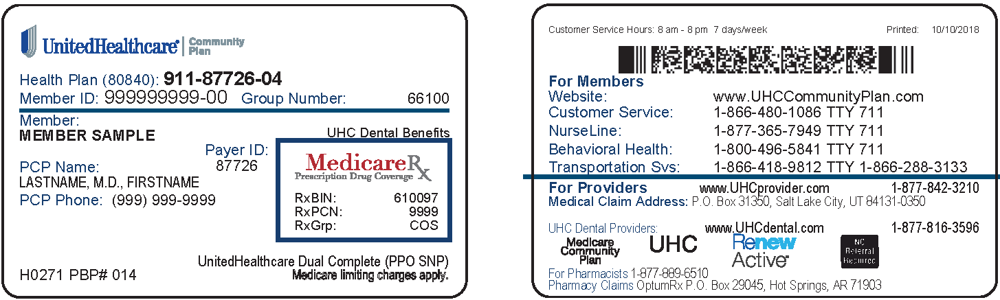 UnitedHealthcare® | Community Plan
Health Plan (80840): 911-87726-04
Member ID: 999999999-00 Group Number: 66100
Member:
MEMBER SAMPLE
UHC Dental Benefits
Payer ID:
87726
PCP Name:
LASTNAME, M.D., FIRSTNAME
PCP Phone: (999) 999-9999
MedicareRx
Prescription Drug Coverage
RxBIN: 610097
RxPCN: 9999
RxGrp: COS
UnitedHealthcare Dual Complete (PPO SNP)
H0271 PBP# 014 Medicare limiting charges apply.
Customer Service Hours: 8 am - 8 pm 7 days/week Printed: 10/10/2018
For Members
Website: www.UHCCommunityPlan.com
Customer Service: 1-866-480-1086 TTY 711
NurseLine: 1-877-365-7949 TTY 711
Behavioral Health: 1-800-496-5841 TTY 711
Transportation Svs: 1-866-418-9812 TTY 1-866-288-3133
For Providers www.UHCprovider.com 1-877-842-3210
Medical Claim Address: P.O. Box 31350, Salt Lake City, UT 84131-0350
UHC Dental Providers: www.UHCdental.com 1-877-816-3596
Medicare
Community
Plan
UHC
Renew
Active®
NO
Referral
Required
For Pharmacists 1-877-889-6510
Pharmacy Claims OptumRx P.O. Box 29045, Hot Springs, AR 71903